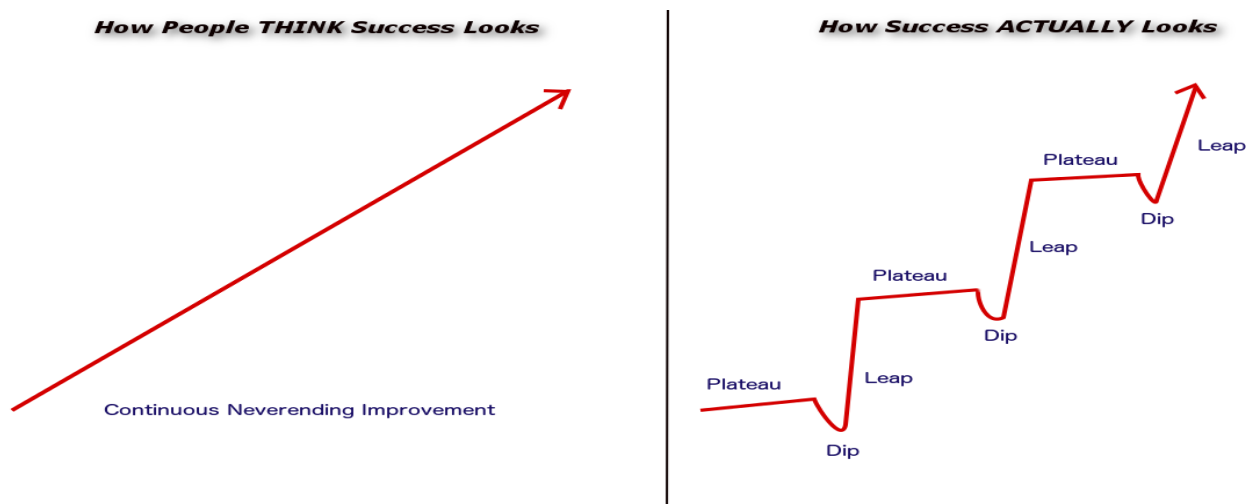 How People THINK Success Looks
Continuous Neverending Improvement
How Success ACTUALLY Looks
Plateau
Dip
Leap
Plateau
Dip
Leap
Plateau
Dip
Leap